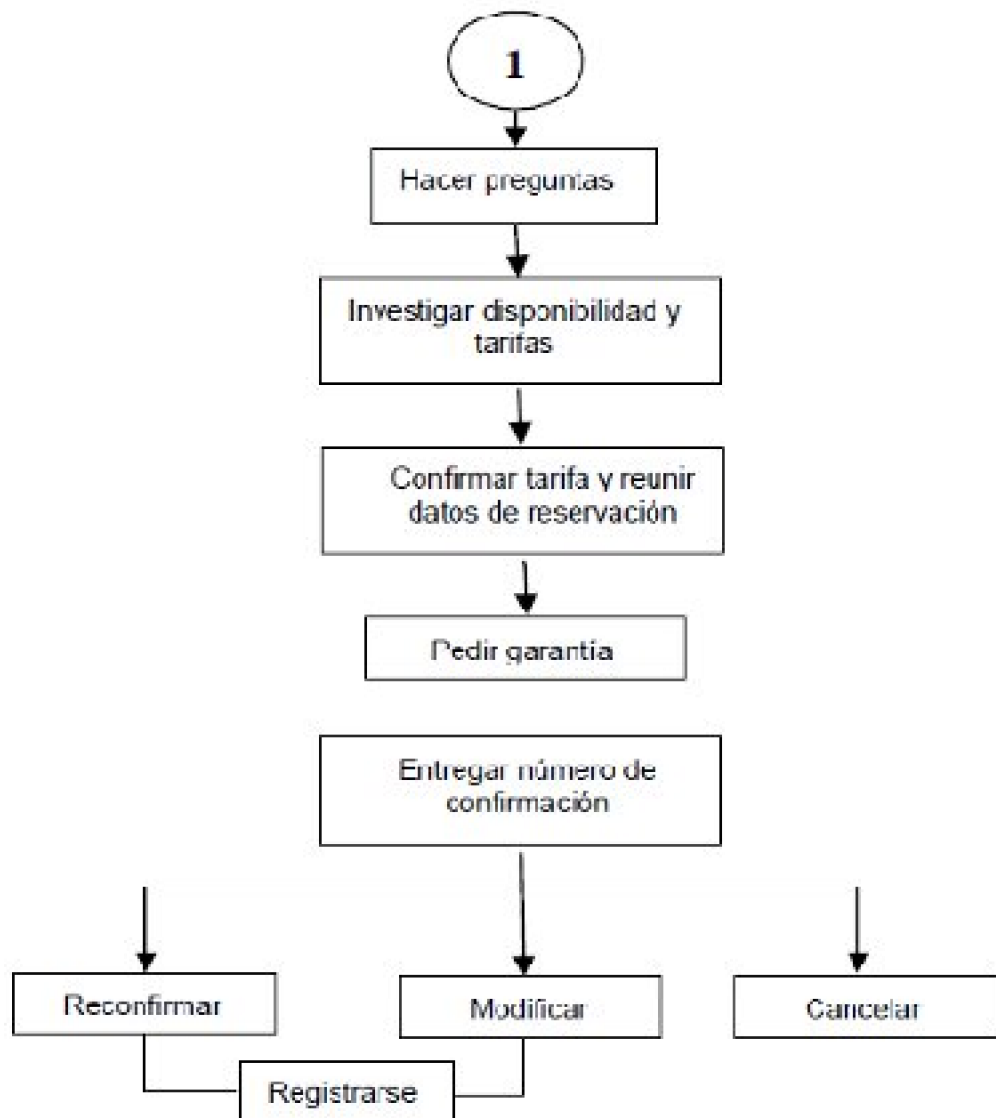 1
Hacer preguntas
Investigar disponibilidad y
tarifas
Confirmar tarifa y reunir
datos de reservación
Pedir garantía
Entregar número de
confirmación
Reconfirmar
Modificar
Cancelar
Registrarse